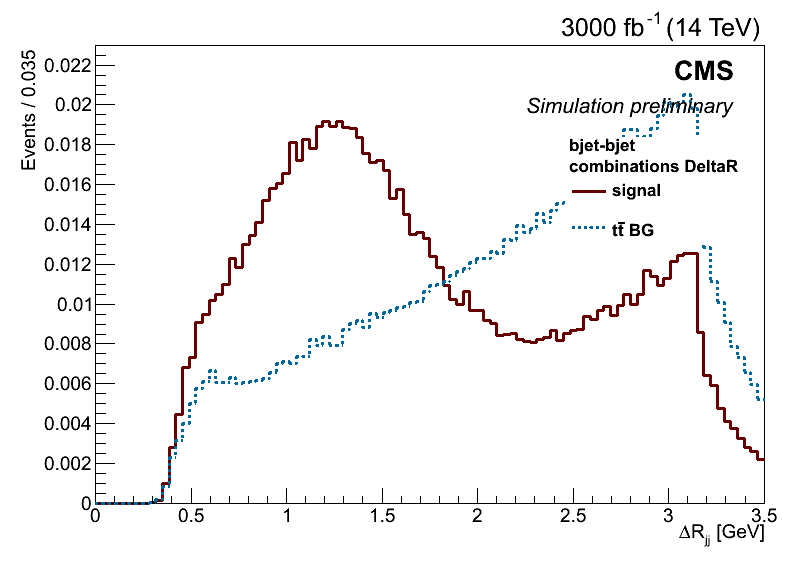 3000 fb-1 (14 TeV)
CMS
Simulation preliminary
bjet-bjet
combinations DeltaR
signal
tt̄ BG
Events / 0.035
0.022
0.02
0.018
0.016
0.014
0.012
0.01
0.008
0.006
0.004
0.002
0
0 0.5 1 1.5 2 2.5 3 3.5
ΔRjj [GeV]